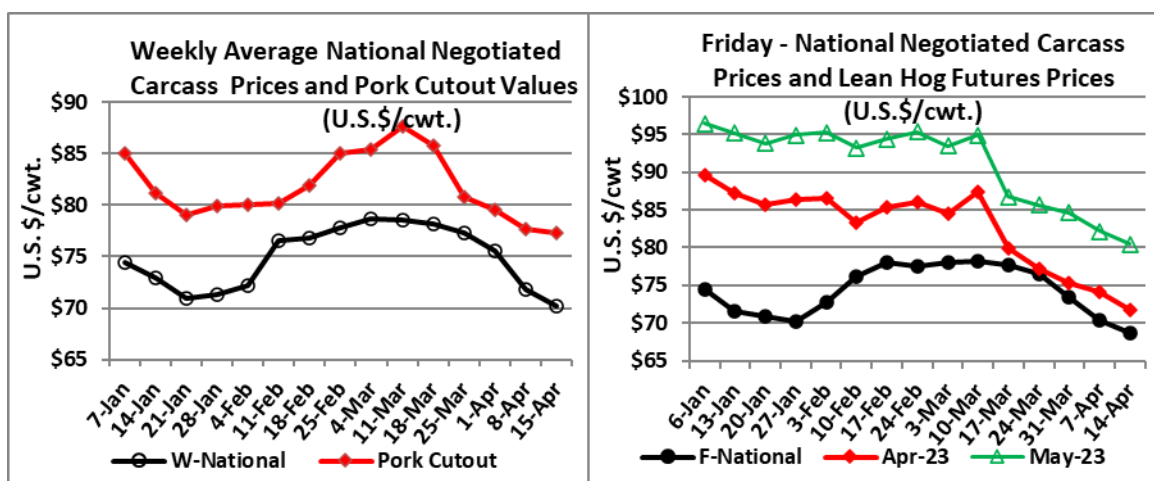 Weekly Average National Negotiated
Carcass Prices and Pork Cutout Values
(U.S.$/cwt.)
U.S. $/cwt.
$90
$85
$80
$75
$70
$65
7-Jan
14-Jan
21-Jan
28-Jan
4-Feb
11-Feb
18-Feb
25-Feb
4-Mar
11-Mar
18-Mar
25-Mar
1-Apr
8-Apr
15-Apr
W-National
Pork Cutout
Friday - National Negotiated Carcass
Prices and Lean Hog Futures Prices
(U.S.$/cwt.)
U.S. $/cwt
$100
$95
$90
$85
$80
$75
$70
$65
6-Jan
13-Jan
20-Jan
27-Jan
3-Feb
10-Feb
17-Feb
24-Feb
3-Mar
10-Mar
17-Mar
24-Mar
31-Mar
7-Apr
14-Apr
F-National
Apr-23
May-23